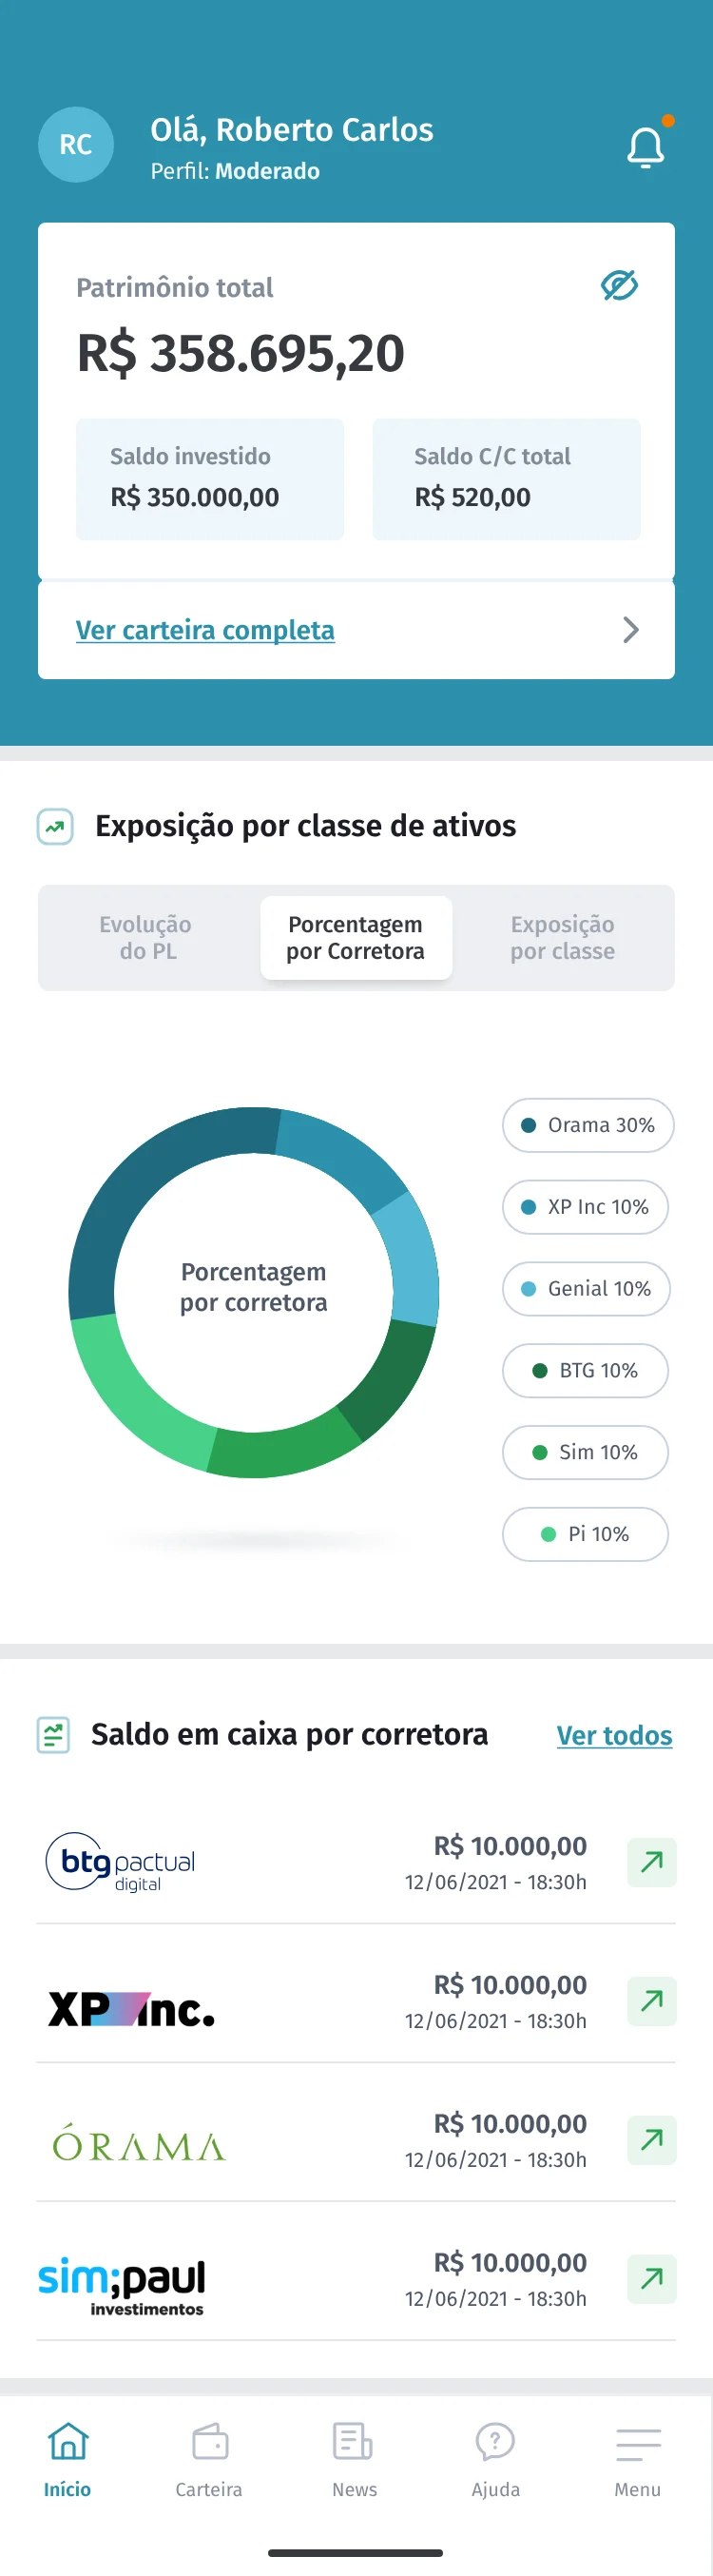 RC
Olá, Roberto Carlos
Perfil: Moderado
Patrimônio total
R$ 358.695,20
Saldo investido
R$ 350.000,00
Saldo C/C total
R$ 520,00
Ver carteira completa
Exposição por classe de ativos
Evolução
do PL
Porcentagem
por Corretora
Exposição
por classe
Porcentagem
por corretora
Orama 30%
XP Inc 10%
Genial 10%
BTG 10%
Sim 10%
Pi 10%
Saldo em caixa por corretora
Ver todos
btg pactual
digital
R$ 10.000,00
12/06/2021 - 18:30h
XP inc.
R$ 10.000,00
12/06/2021 - 18:30h
ÓRAMA
R$ 10.000,00
12/06/2021 - 18:30h
sim;paul
investimentos
R$ 10.000,00
12/06/2021 - 18:30h
Início
Carteira
News
Ajuda
Menu